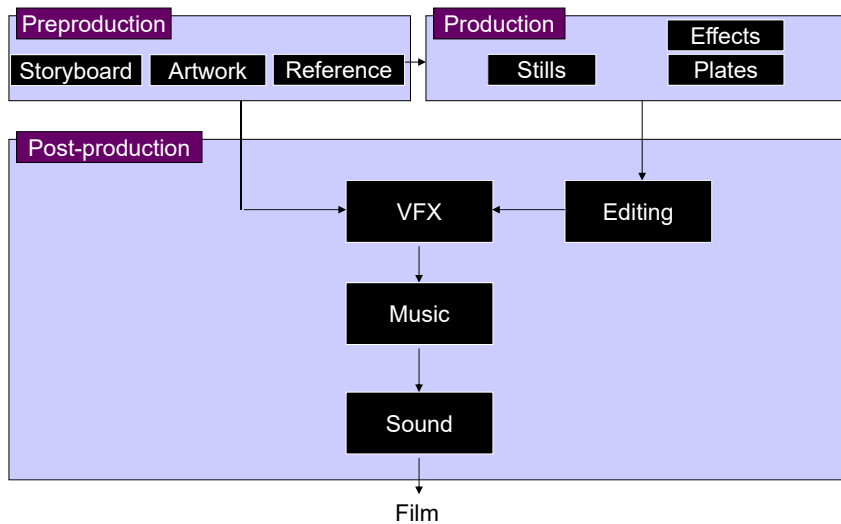 Preproduction
Storyboard
Artwork
Reference
Production
Effects
Stills
Plates
Post-production
VFX
Editing
Music
Sound
Film